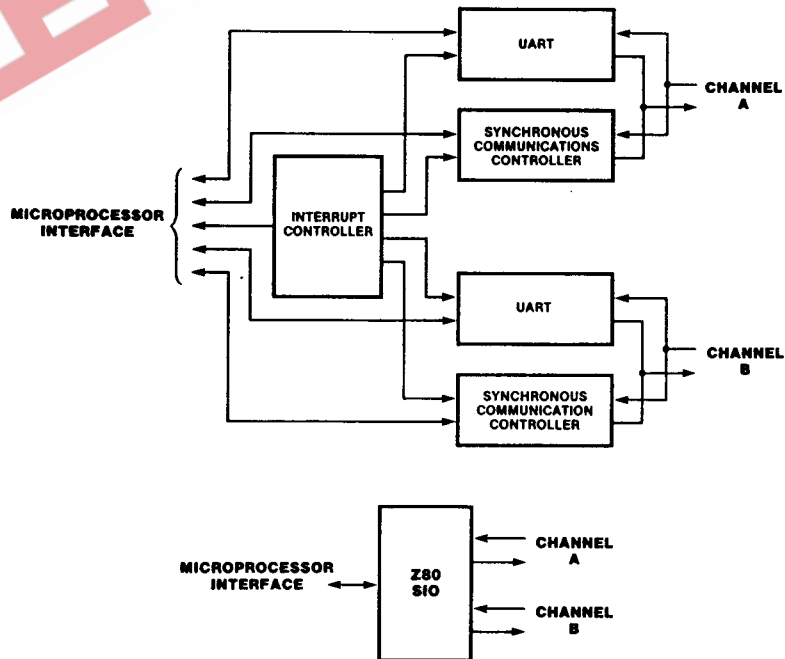 UART
CHANNEL
A
SYNCHRONOUS
COMMUNICATIONS
CONTROLLER
INTERRUPT
CONTROLLER
MICROPROCESSOR
INTERFACE
UART
CHANNEL
B
SYNCHRONOUS
COMMUNICATION
CONTROLLER
MICROPROCESSOR
INTERFACE
Z80
SIO
CHANNEL
A
CHANNEL
B